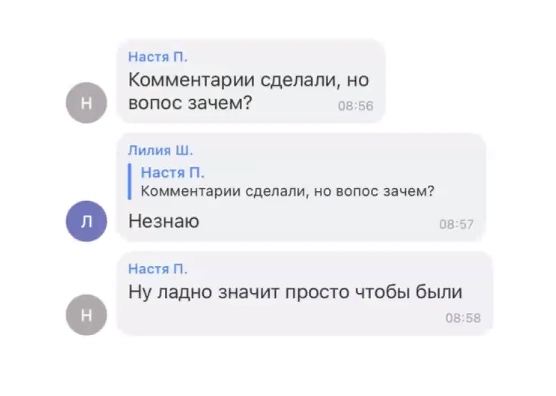 Настя П.
Комментарии сделали, но
вопос зачем?
08:56
Н
Лилия Ш.
Настя П.
Комментарии сделали, но вопос зачем?
Незнаю
08:57
Л
Настя П.
Ну ладно значит просто чтобы были
08:58
Н